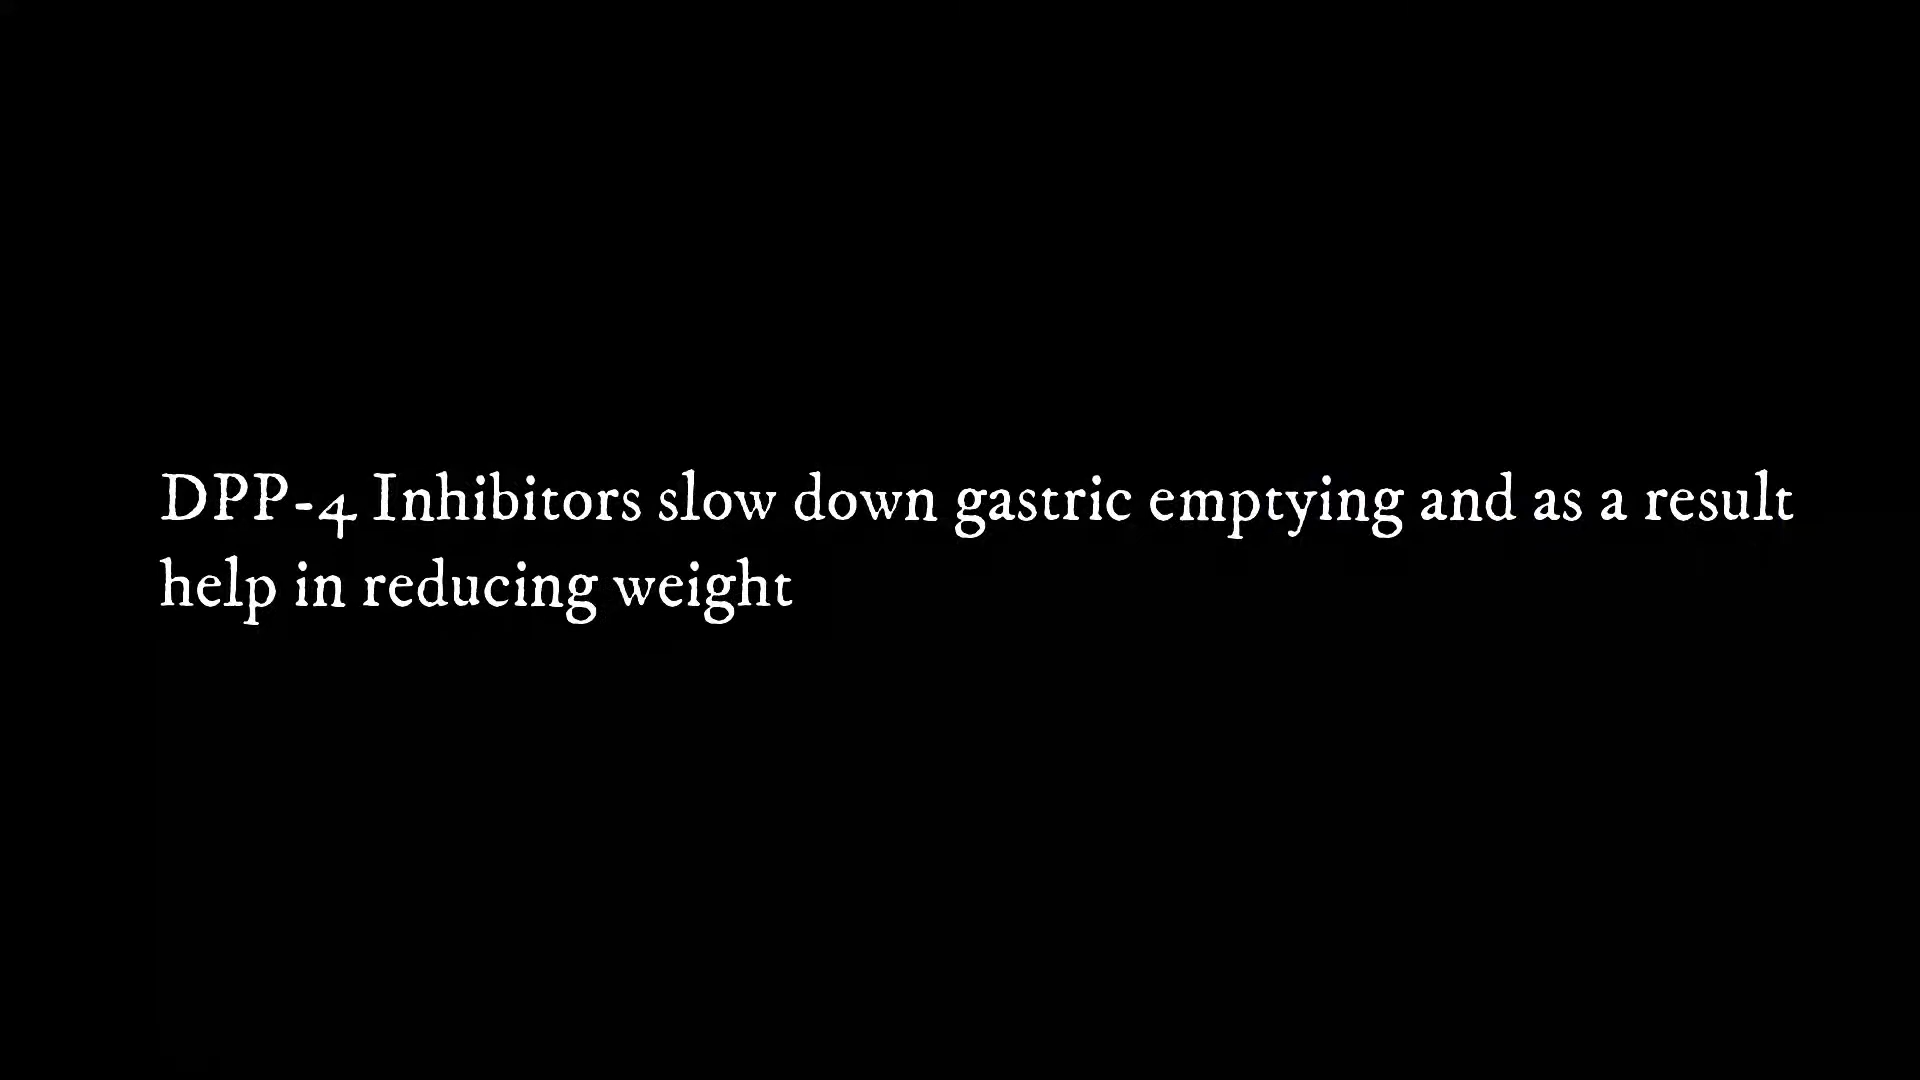 DPP-4 Inhibitors slow down gastric emptying and as a result
help in reducing weight